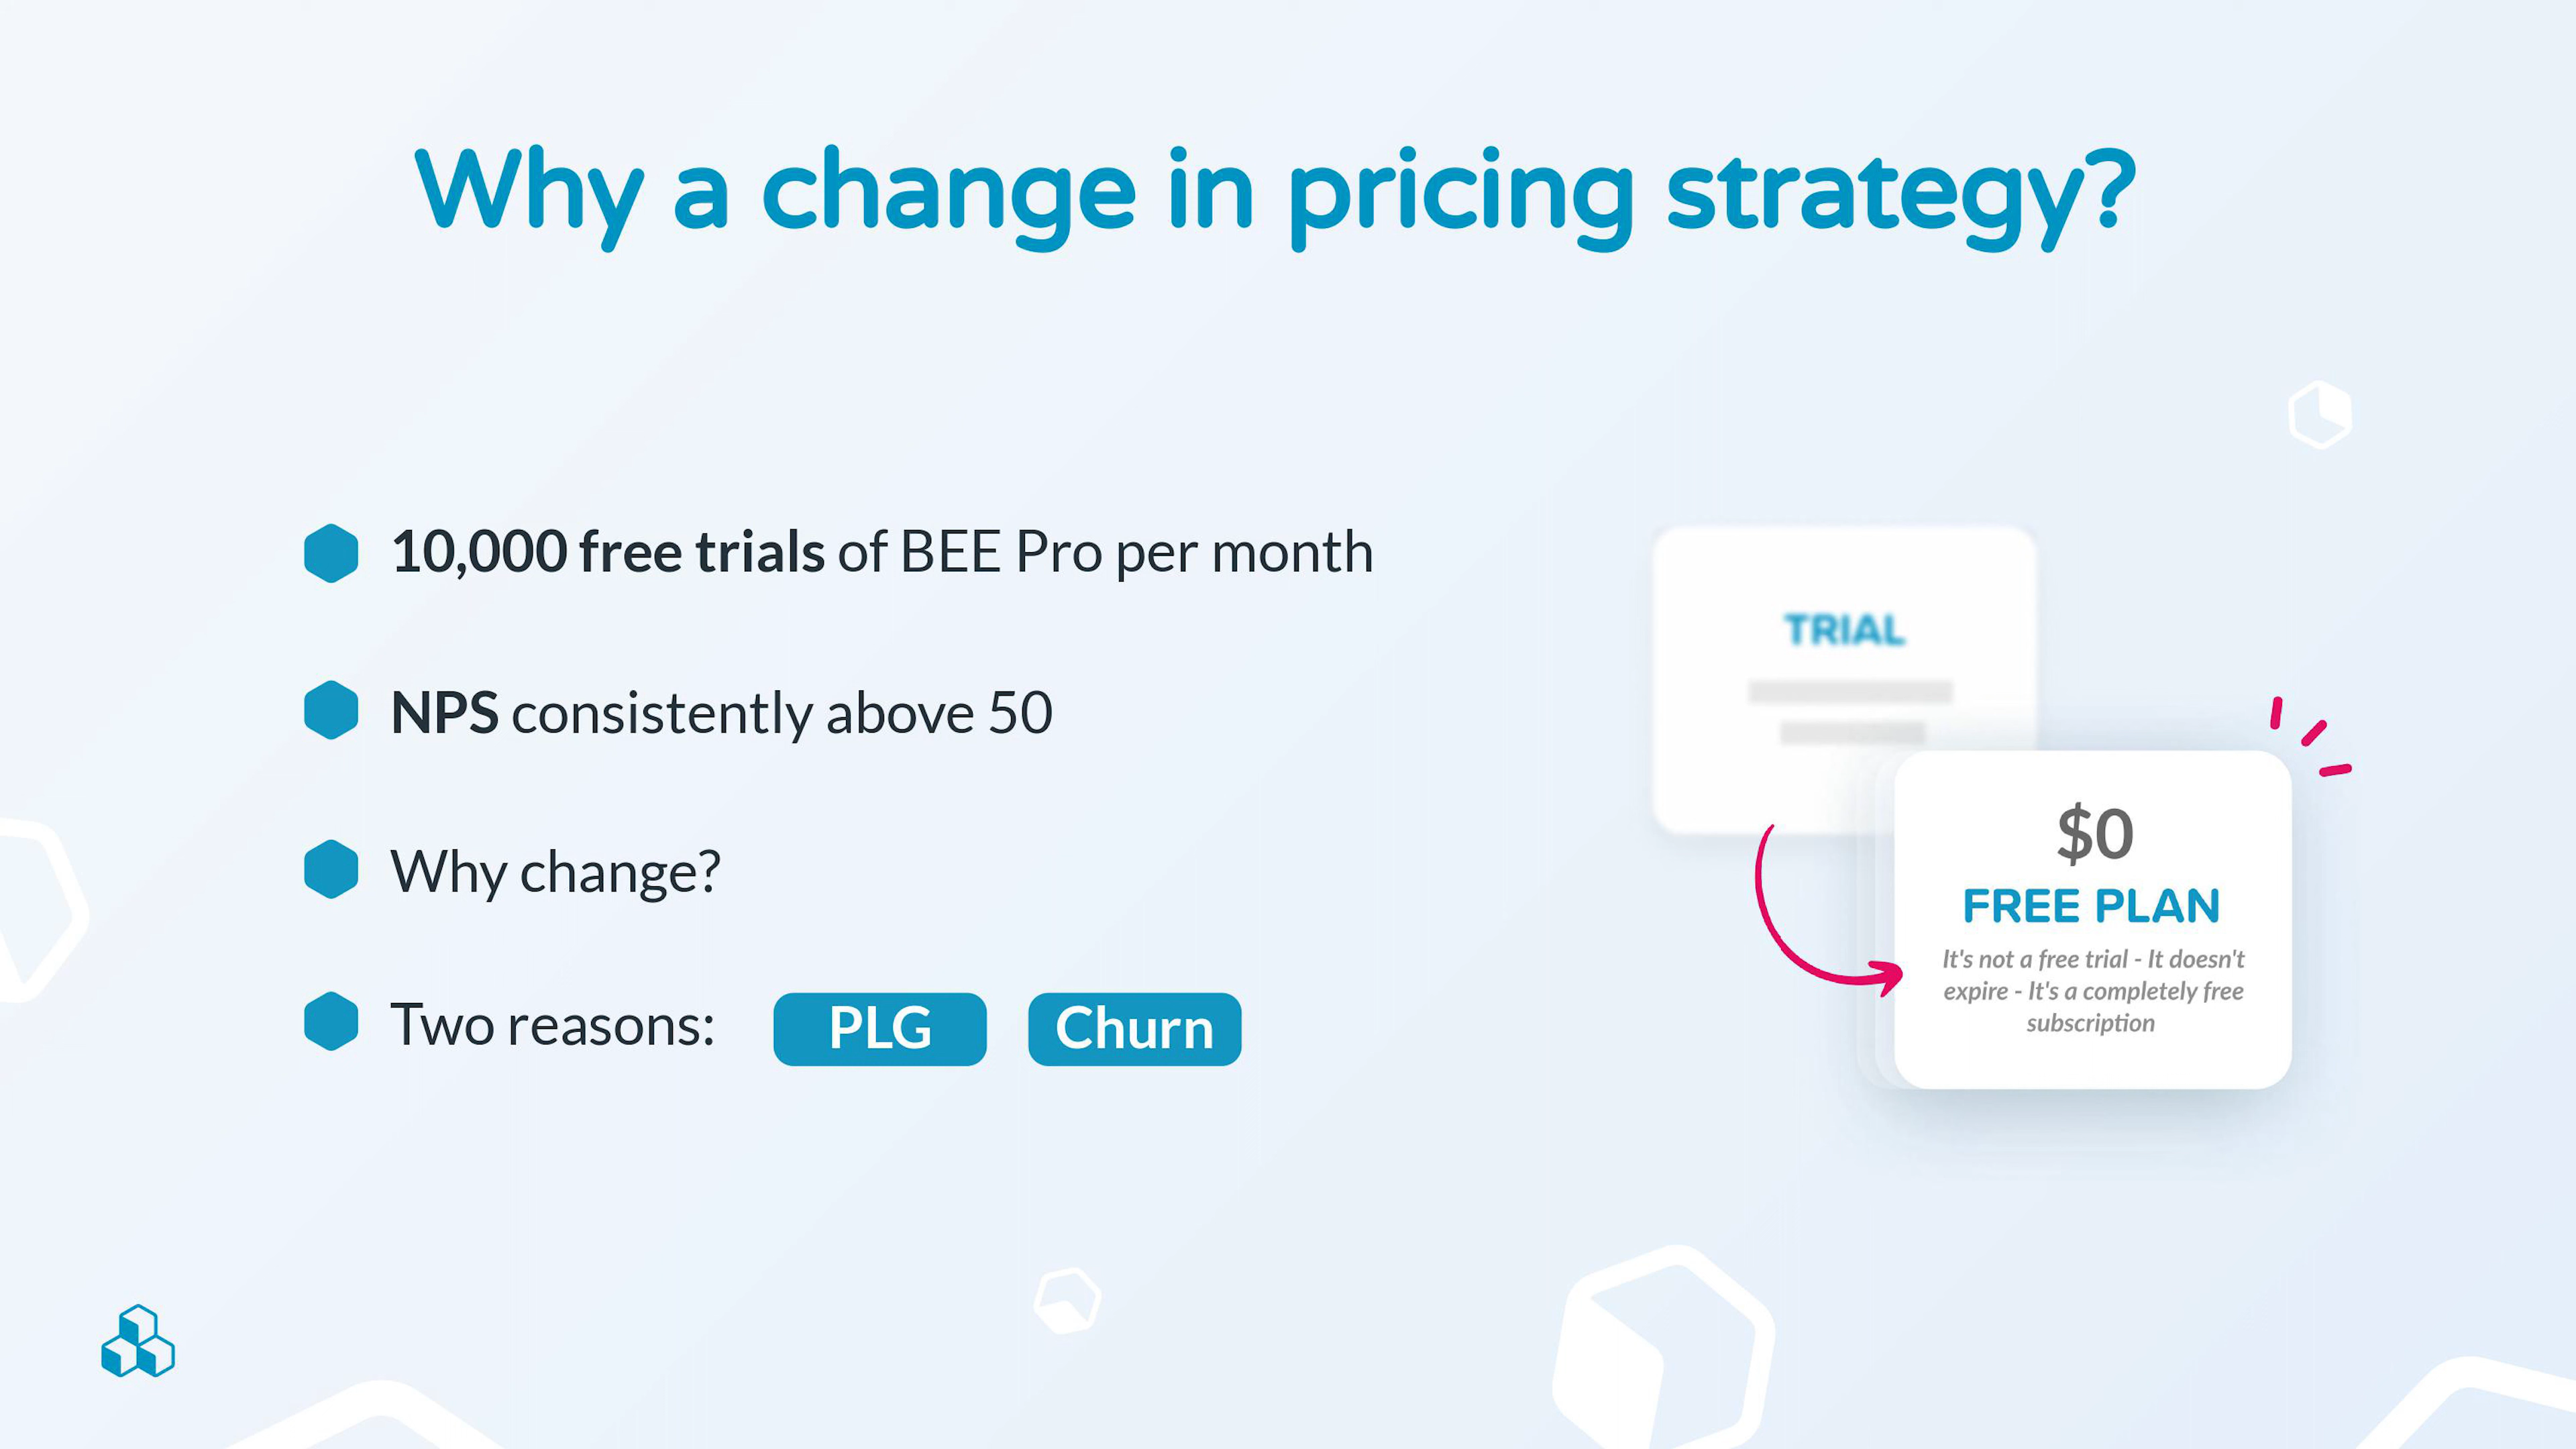 Why a change in pricing strategy?
10,000 free trials of BEE Pro per month
NPS consistently above 50
Why change?
Two reasons: PLG Churn
TRIAL
$0
FREE PLAN
It's not a free trial - It doesn't
expire - It's a completely free
subscription